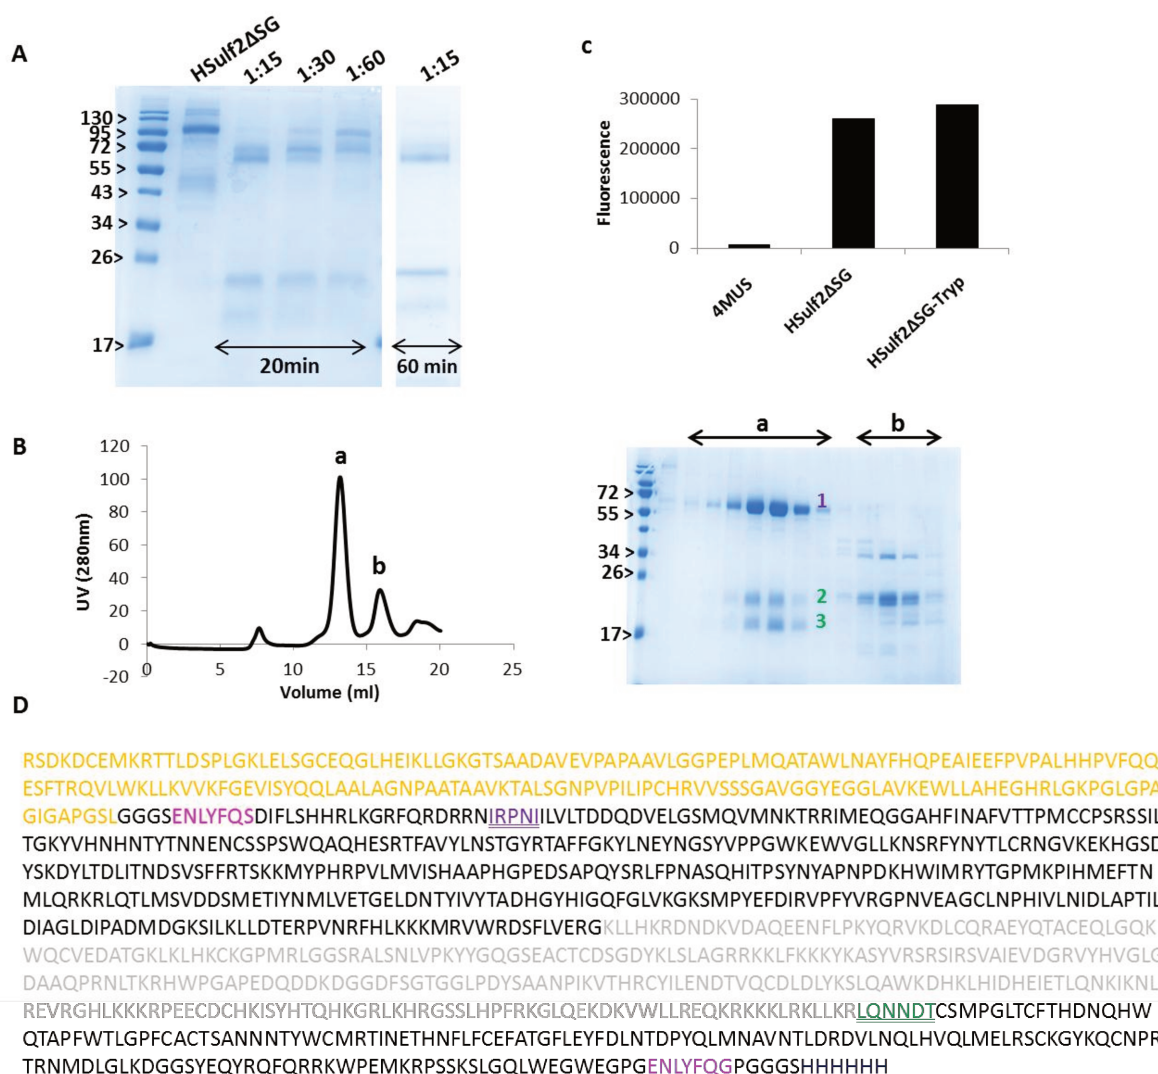 A
HSulf2ΔSG
1:15
1:30
1:60
1:15
130 >
95 >
72 >
55 >
43 >
34 >
26>
17>
20min
60 min
c
300000
200000
100000
0
Fluorescence
4MUS
HSulf2ΔSG
HSulf2ΔSG-Tryp
B
120
100
80
60
40
20
0
-20
UV (280nm)
0
5
10
15
20
25
Volume (ml)
a
b
a
b
72 >
55 >
34 >
26>
17>
1
2
3
D
RSDKDCEMKRTTLDSPLGKLELSGCEQGLHEIKLLGKGTSAADAVEVPAPAAVLGGPEPLMQATAWLNAYFHQPEAIEEFPVPALHHPVFQQ
ESFTRQVLWKLLKVVKFGEVISYQQLAALAGNPAATAAVKTALSGNPVPILIPCHRVVSSSGAVGGYEGGLAVKEWLLAHEGHRLGKPGLGPA
GIGAPGSLGGGSENLYFQSDIFLSHHRLKGRFQRDRRNIRPNIILVLTDDQDVELGSMQVMNKTRRIMEQGGAHFINAFVTTPMCCPSRSSIL
TGKYVHNHNTYTNNENCSSPSWQAQHESRTFAVYLNSTGYRTAFFGKYLNEYNGSYVPPGWKEWVGLLKNSRFYNYTLCRNGVKEKHGSD
YSKDYLTDLITNDSVSFFRTSKKMYPHRPVLMVISHAAPHGPEDSAPQYSRLFPNASQHITPSYNYAPNPDKHWIMRYTGPMKPIHMEFTN
MLQRKRLQTLMSVDDSMETIYNMLVETGELDNTYIVYTADHGYHIGQFGLVKGKSMPYEFDIRVPFYVRGPNVEAGCLNPHIVLNIDLAPTIL
DIAGLDIPADMDGKSILKLLDTERPVNRFHLKKKMRVWRDSFLVERGKLLHKRDNDKVDAQEENFLPKYQRVKDLCQRAEYQTACEQLGQK
WQCVEDATGKLKLHKCKGPMRLGGSRALSNLVPKYYGQGSEACTCDSGDYKLSLAGRRKKLFKKKYKASYVRSRSIRSVAIEVDGRVYHVGLG
DAAQPRNLTKRHWPGAPEDQDDKDGGDFSGTGGLPDYSAANPIKVTHRCYILENDTVQCDLDLYKSLQAWKDHKLHIDHEIETLQNKIKNL
REVRGHLKKKRPEECDCHKISYHTQHKGRLKHRGSSLHPFRKGLQEKDKVWLLREQKRKKKLRKLLKRLQNNDTCSMPGLTCFTHDNQHW
QTAPFWTLGPFCACTSANNNTYWCMRTINETHNFLFCEFATGFLEYFDLNTDPYQLMNAVNTLDRDVLNQLHVQLMELRSCKGYKQCNPR
TRNMDLGLKDGGSYEQYRQFQRRKWPEMKRPSSKSLGQLWEGWEGPGENLYFQGPGGGSHHHHHH